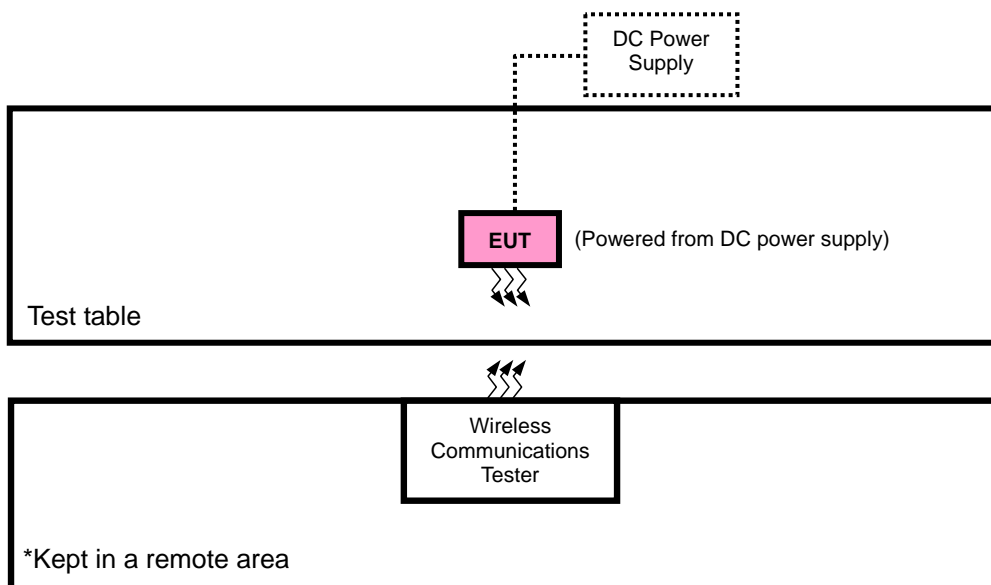 DC Power
Supply
EUT
(Powered from DC power supply)
Test table
Wireless
Communications
Tester
*Kept in a remote area